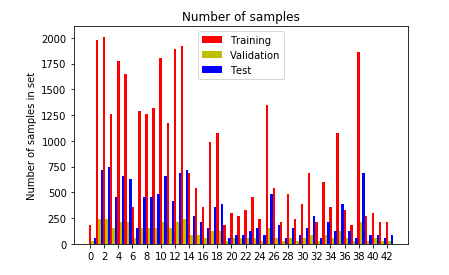 Number of samples
Training
Validation
Test
Number of samples in set
2000
1750
1500
1250
1000
750
500
250
0
0 2 4 6 8 10 12 14 16 18 20 22 24 26 28 30 32 34 36 38 40 42